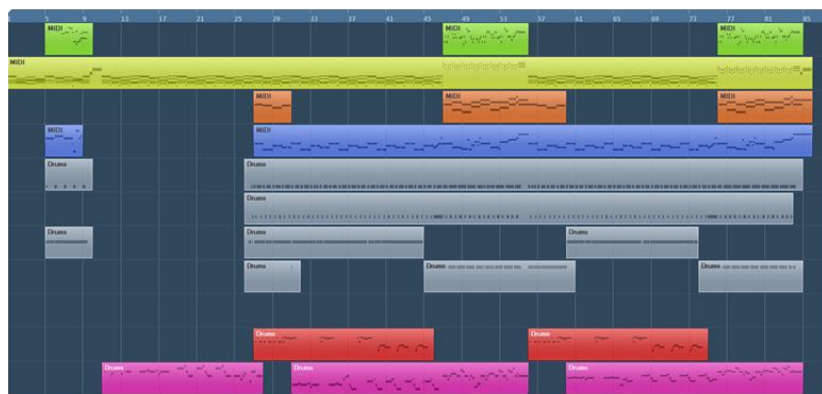 1 5 9 13 17 21 25 29 33 37 41 45 49 53 57 61 65 69 73 77 81 85
MIDI MIDI MIDI
MIDI
MIDI MIDI MIDI
MIDI MIDI
Drums Drums
Drums
Drums Drums Drums
Drums Drums Drums
Drums Drums
Drums Drums Drums